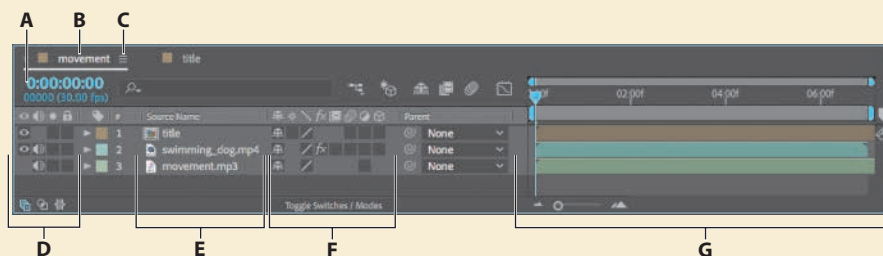 A B C
movement title
0:00:00:00
00000 (30.00 fps)
02:00f 04:00f 06:00f
# Source Name Parent
1 title None
2 swimming_dog.mp4 fx None
3 movement.mp3 None
Toggle Switches / Modes
D E F G